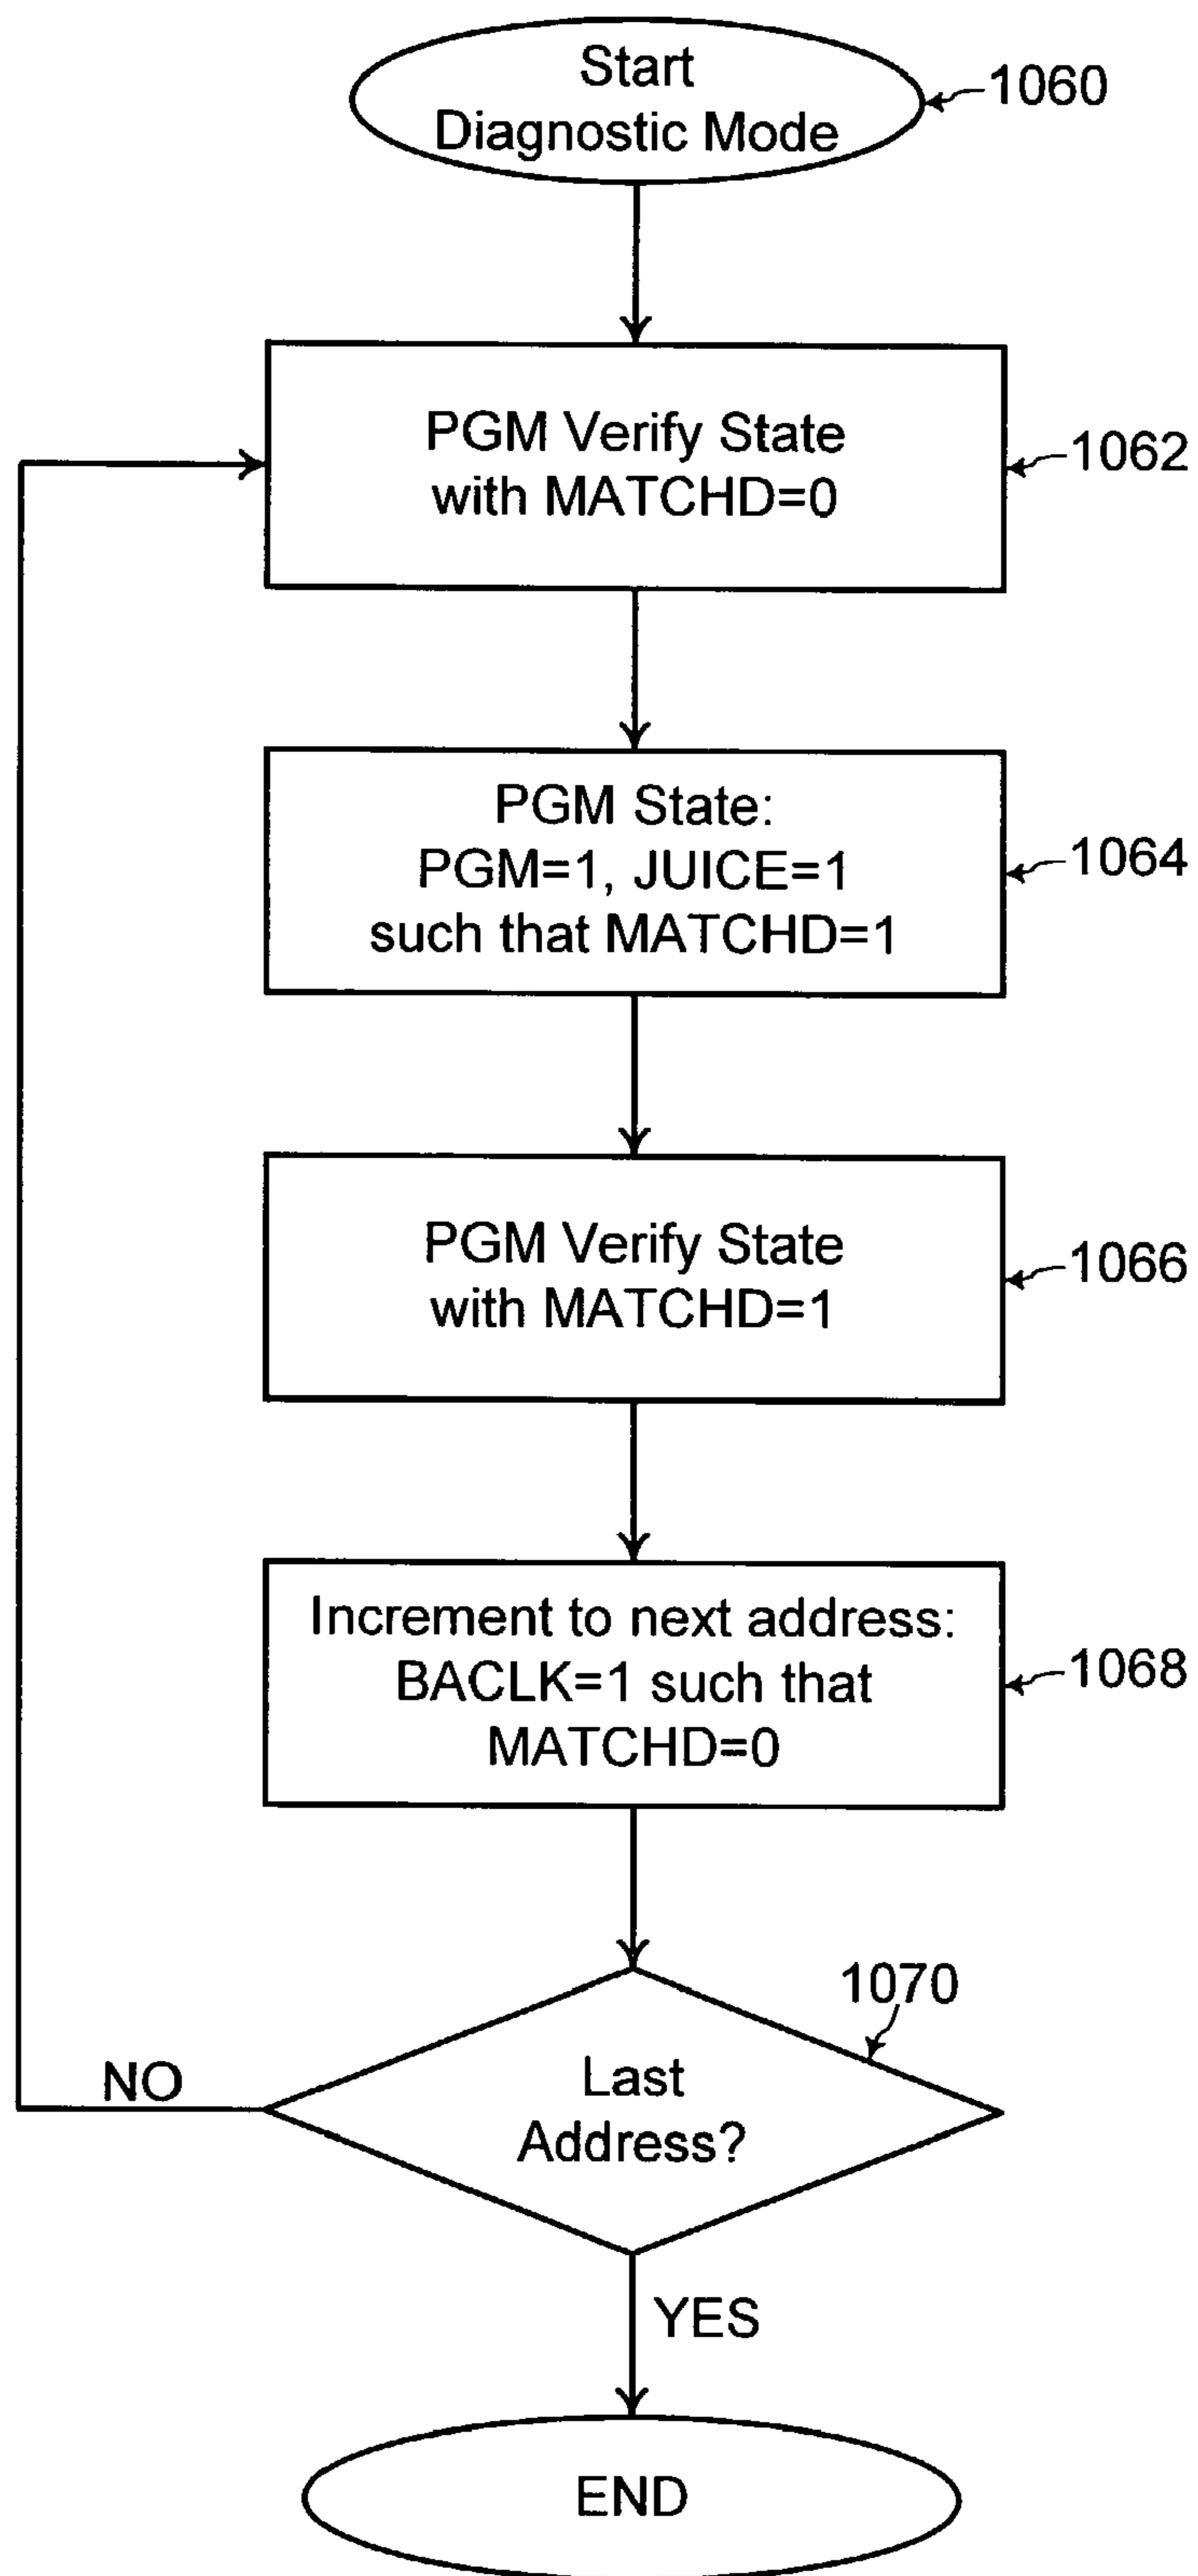 Start
Diagnostic Mode
1060
PGM Verify State
with MATCHD=0
1062
PGM State:
PGM=1, JUICE=1
such that MATCHD=1
1064
PGM Verify State
with MATCHD=1
1066
Increment to next address:
BACLK=1 such that
MATCHD=0
1068
1070
Last
Address?
NO
YES
END